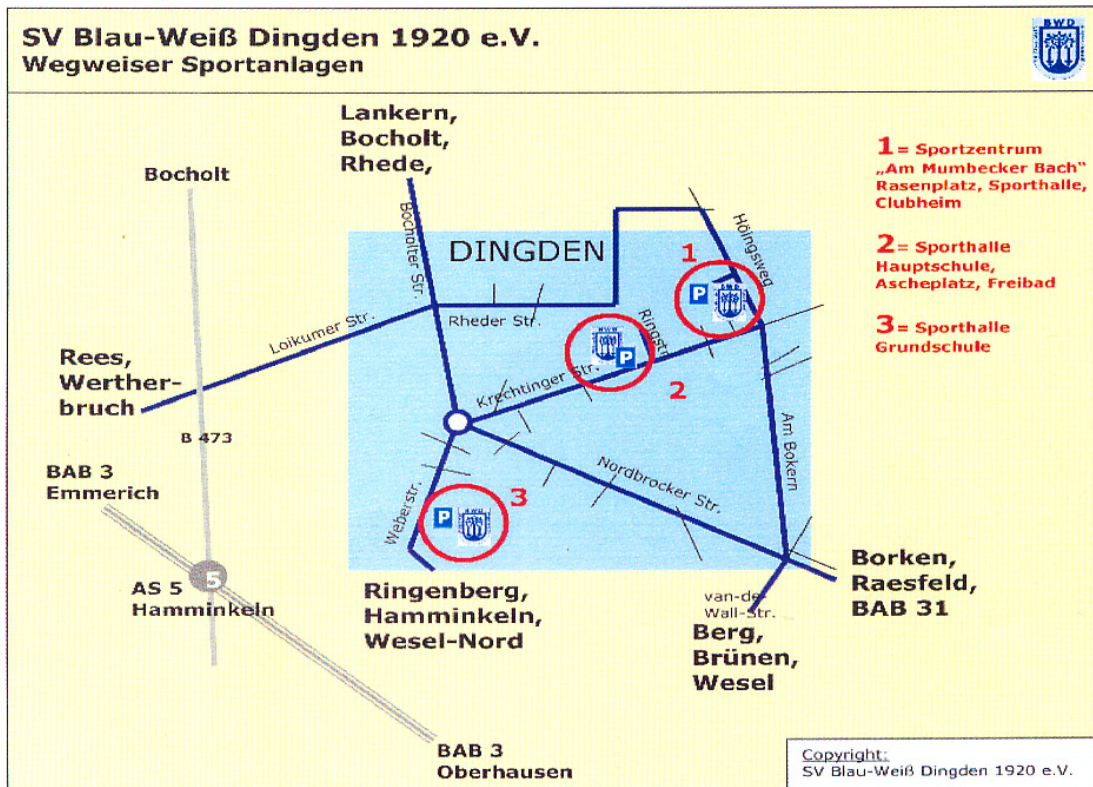 SV Blau-Weiß Dingden 1920 e.V.
Wegweiser Sportanlagen
BWD
Lankern,
Bocholt,
Rhede,
Bocholt
1= Sportzentrum
„Am Mumbecker Bach"
Rasenplatz, Sporthalle,
Clubheim
2= Sporthalle
Hauptschule,
Ascheplatz, Freibad
3= Sporthalle
Grundschule
Bocholter Str.
DINGDEN
1
Höingsweg
P
BWD
Loikumer Str.
Rheder Str.
Ringstr.
BWD
P
Rees,
Werther-
bruch
Krechtinger Str.
2
B 473
Am Bokern
BAB 3
Emmerich
Nordbrocker Str.
Weberstr.
3
P
5
AS 5
Hamminkeln
Ringenberg,
Hamminkeln,
Wesel-Nord
van-de-
Wall-Str.
Berg,
Brünen,
Wesel
Borken,
Raesfeld,
BAB 31
BAB 3
Oberhausen
Copyright:
SV Blau-Weiß Dingden 1920 e.V.